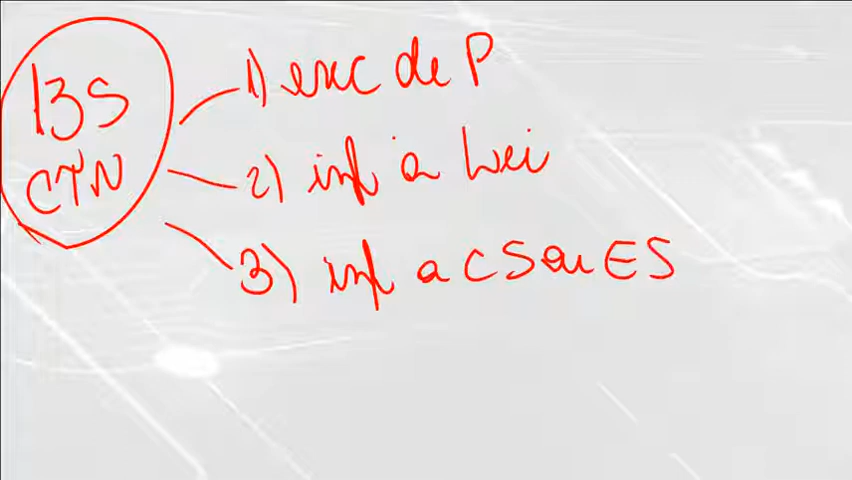 135
CTN
1) exc de P
2) inf a Lei
3) inf a CS ou ES